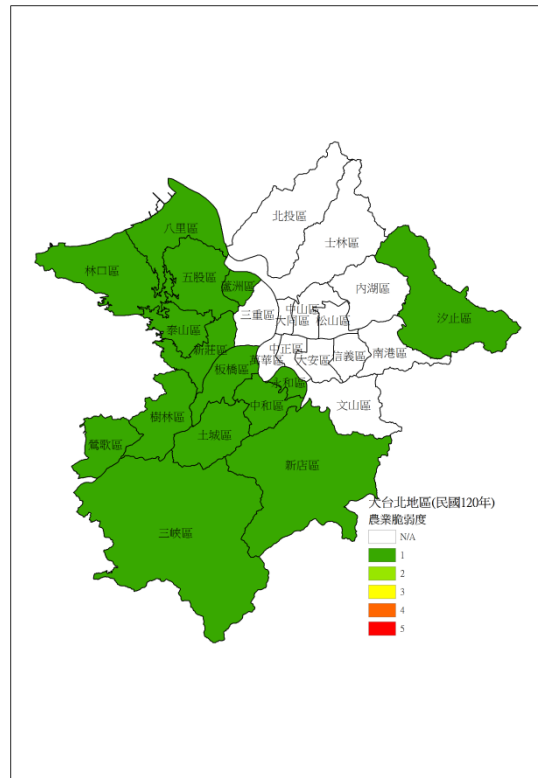 北投區
士林區
八里區
林口區
五股區
蘆洲區
內湖區
汐止區
三重區
中山區
大同區
松山區
泰山區
新莊區
中正區
萬華區
大安區
信義區
南港區
板橋區
永和區
樹林區
中和區
文山區
鶯歌區
土城區
新店區
三峽區
大台北地區(民國120年)
農業脆弱度
N/A
1
2
3
4
5